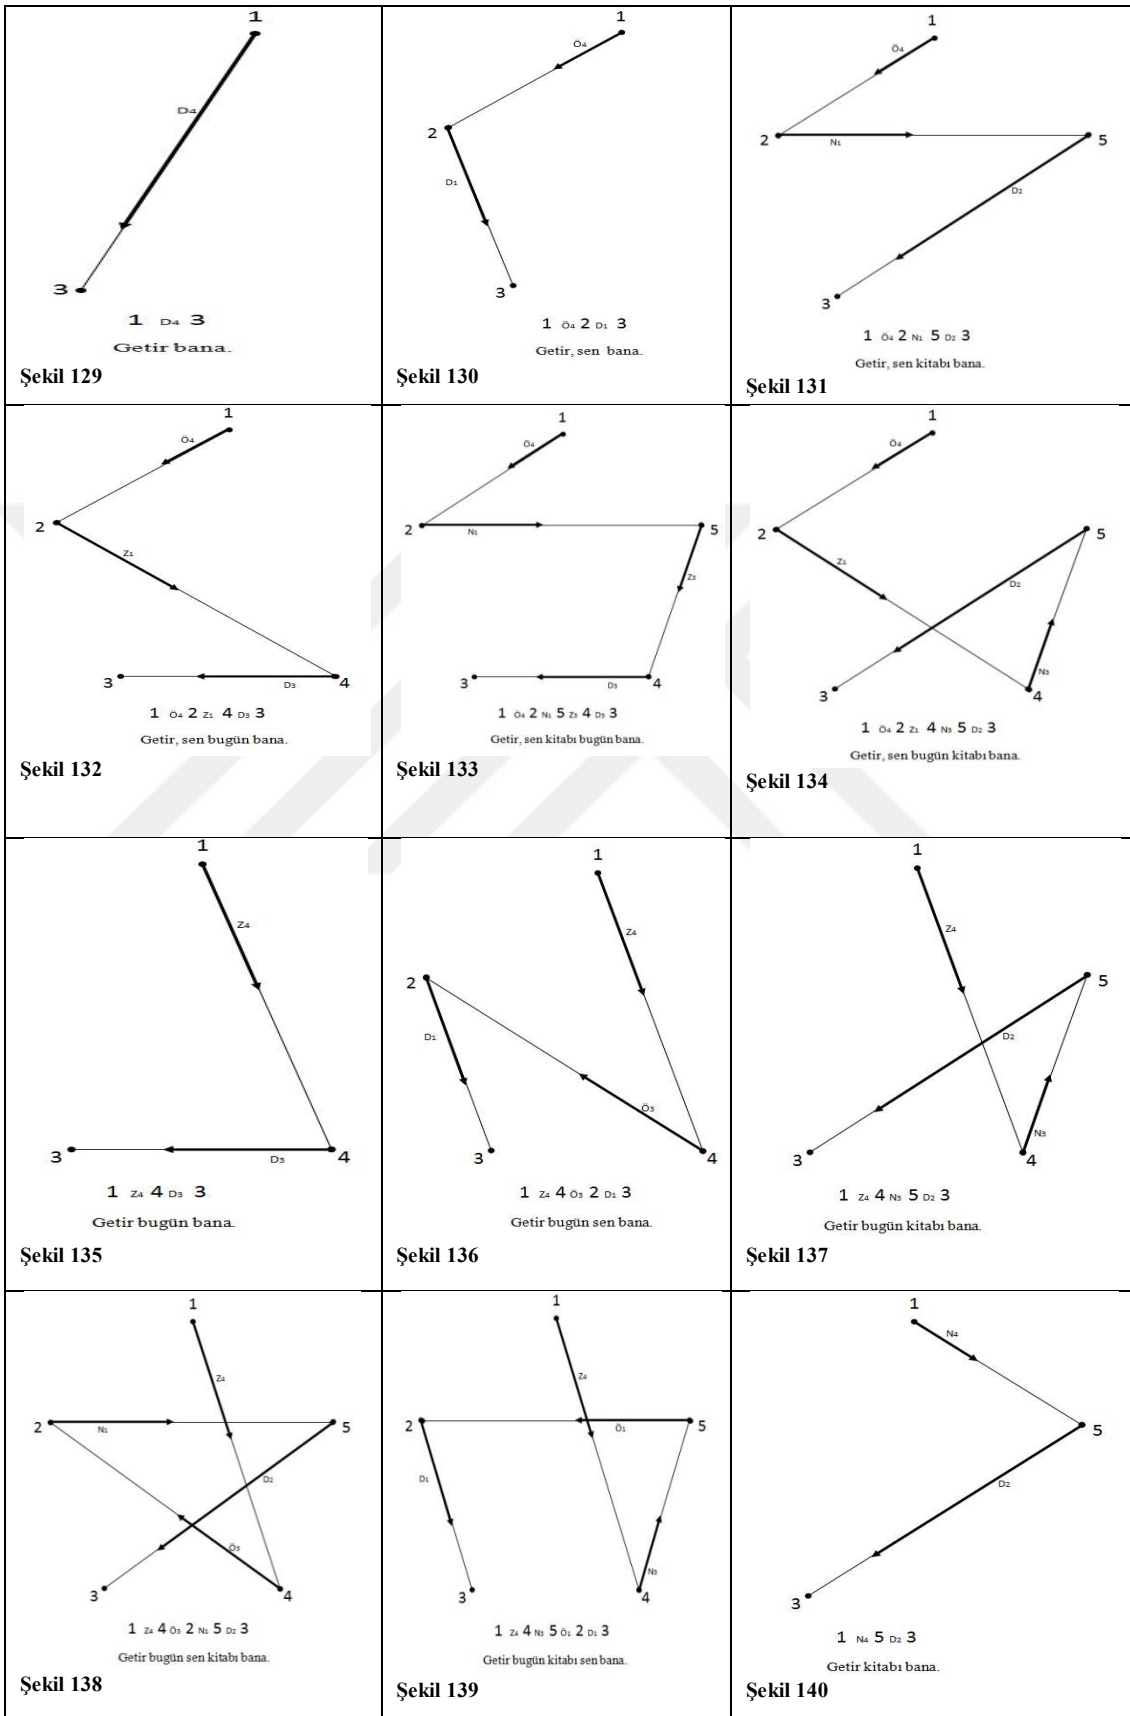 1
D4
3
1 D4 3
Getir bana.
Şekil 129
1
Ö4
2
D1
3
1 Ö4 2 D1 3
Getir, sen bana.
Şekil 130
1
Ö4
2
N1
5
D2
3
1 Ö4 2 N1 5 D2 3
Getir, sen kitabı bana.
Şekil 131
1
Ö4
2
Z1
3
D3
4
1 Ö4 2 Z1 4 D3 3
Getir, sen bugün bana.
Şekil 132
1
Ö4
2
N1
5
Z3
3
D3
4
1 Ö4 2 N1 5 Z3 4 D3 3
Getir, sen kitabı bugün bana.
Şekil 133
1
Ö4
2
5
Z1
D2
N3
3
4
1 Ö4 2 Z1 4 N3 5 D2 3
Getir, sen bugün kitabı bana.
Şekil 134
1
Z4
3
D3
4
1 Z4 4 D3 3
Getir bugün bana.
Şekil 135
1
Z4
2
D1
Ö3
3
4
1 Z4 4 Ö3 2 D1 3
Getir bugün sen bana.
Şekil 136
1
Z4
5
D2
N3
3
4
1 Z4 4 N3 5 D2 3
Getir bugün kitabı bana.
Şekil 137
1
Z4
2
N1
5
D2
Ö3
3
4
1 Z4 4 Ö3 2 N1 5 D2 3
Getir bugün sen kitabı bana.
Şekil 138
1
Z4
2
Ö1
5
D1
N3
3
4
1 Z4 4 N3 5 Ö1 2 D1 3
Getir bugün kitabı sen bana.
Şekil 139
1
N4
5
D2
3
1 N4 5 D2 3
Getir kitabı bana.
Şekil 140